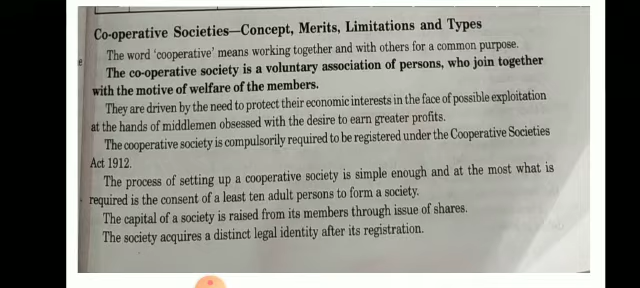 Co-operative Societies—Concept, Merits, Limitations and Types
The word 'cooperative' means working together and with others for a common purpose.
The co-operative society is a voluntary association of persons, who join together
with the motive of welfare of the members.
They are driven by the need to protect their economic interests in the face of possible exploitation
at the hands of middlemen obsessed with the desire to earn greater profits.
The cooperative society is compulsorily required to be registered under the Cooperative Societies
Act 1912.
The process of setting up a cooperative society is simple enough and at the most what is
required is the consent of a least ten adult persons to form a society.
The capital of a society is raised from its members through issue of shares.
The society acquires a distinct legal identity after its registration.